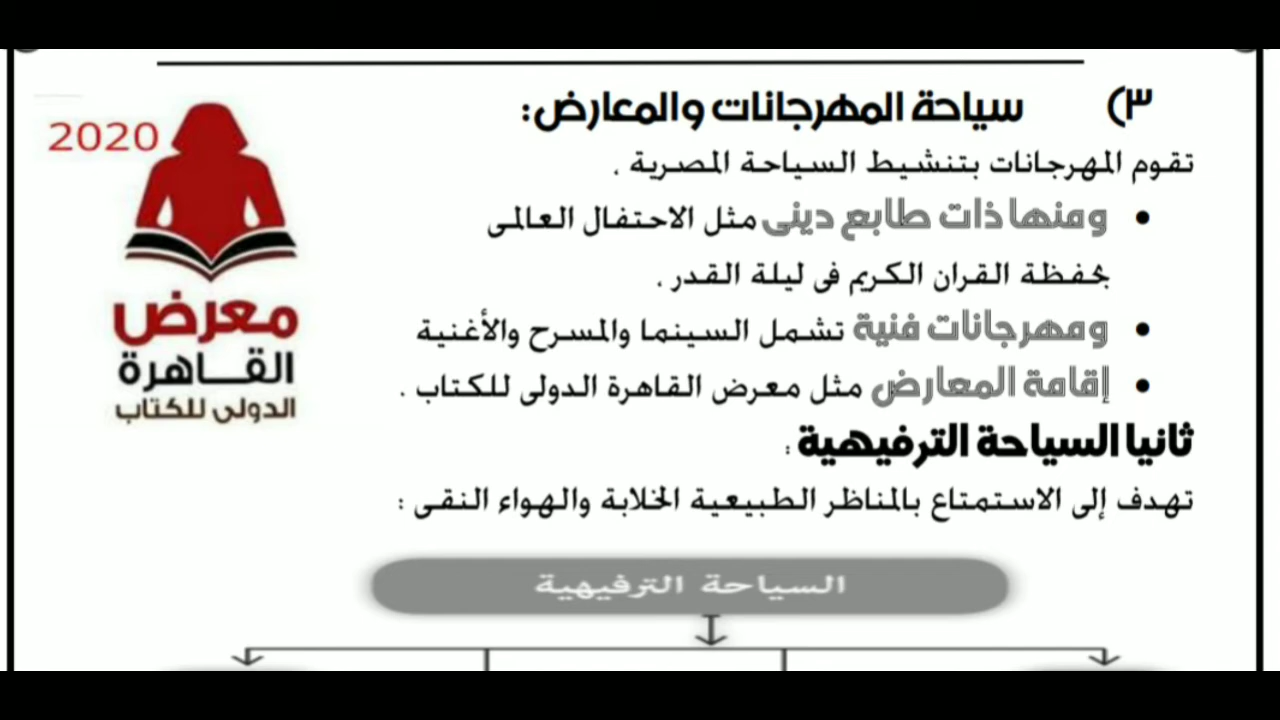 ٣) سياحة المهرجانات والمعارض:
تقوم المهرجانات بتنشيط السياحة المصرية .
• ومنها ذات طابع دينى مثل الاحتفال العالمى
بحفظة القران الكريم فى ليلة القدر .
• ومهرجانات فنية تشمل السينما والمسرح والأغنية
• إقامة المعارض مثل معرض القاهرة الدولى للكتاب .
2020
معرض
القاهرة
الدولى للكتاب
ثانيا السياحة الترفيهية :
تهدف إلى الاستمتاع بالمناظر الطبيعية الخلابة والهواء النقى :
السياحة الترفيهية